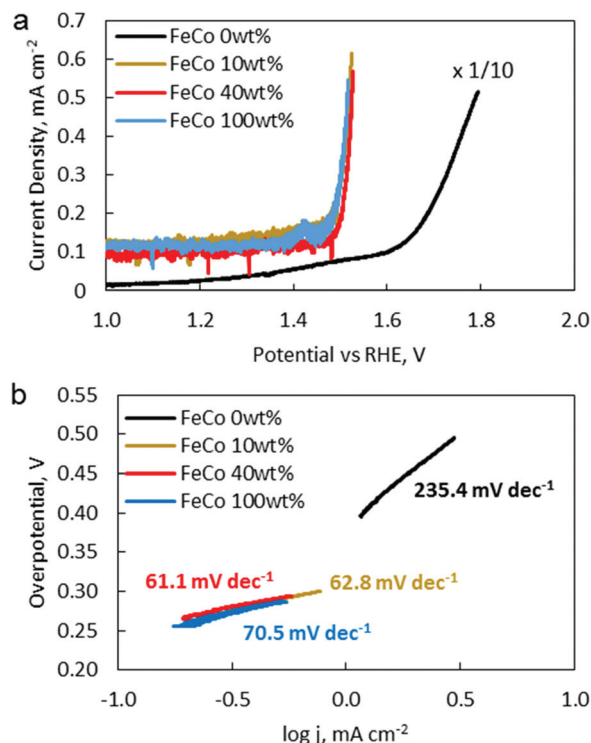 a
0.7
0.6
0.5
0.4
0.3
0.2
0.1
0
Current Density, mA cm⁻²
FeCo 0wt%
FeCo 10wt%
FeCo 40wt%
FeCo 100wt%
x 1/10
1.0 1.2 1.4 1.6 1.8 2.0
Potential vs RHE, V
b
0.55
0.50
0.45
0.40
0.35
0.30
0.25
0.20
Overpotential, V
FeCo 0wt%
FeCo 10wt%
FeCo 40wt%
FeCo 100wt%
235.4 mV dec⁻¹
61.1 mV dec⁻¹
62.8 mV dec⁻¹
70.5 mV dec⁻¹
-1.0 -0.5 0.0 0.5 1.0
log j, mA cm⁻²